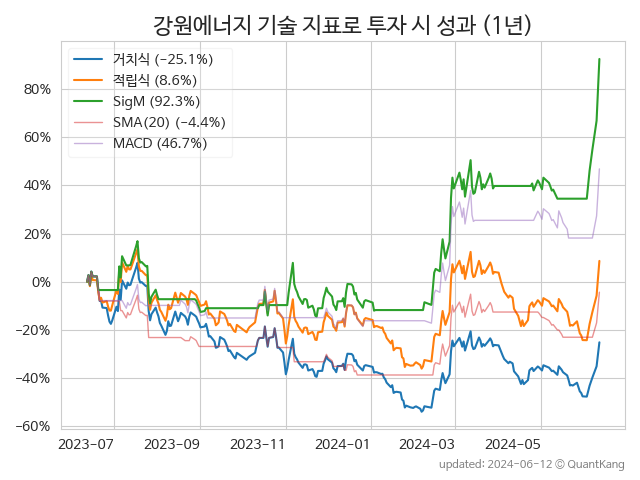 강원에너지 기술 지표로 투자 시 성과 (1년)
거치식 (−25.1%)
적립식 (8.6%)
SigM (92.3%)
SMA(20) (−4.4%)
MACD (46.7%)
80%
60%
40%
20%
0%
−20%
−40%
−60%
2023-07 2023-09 2023-11 2024-01 2024-03 2024-05
updated: 2024-06-12 © QuantKang